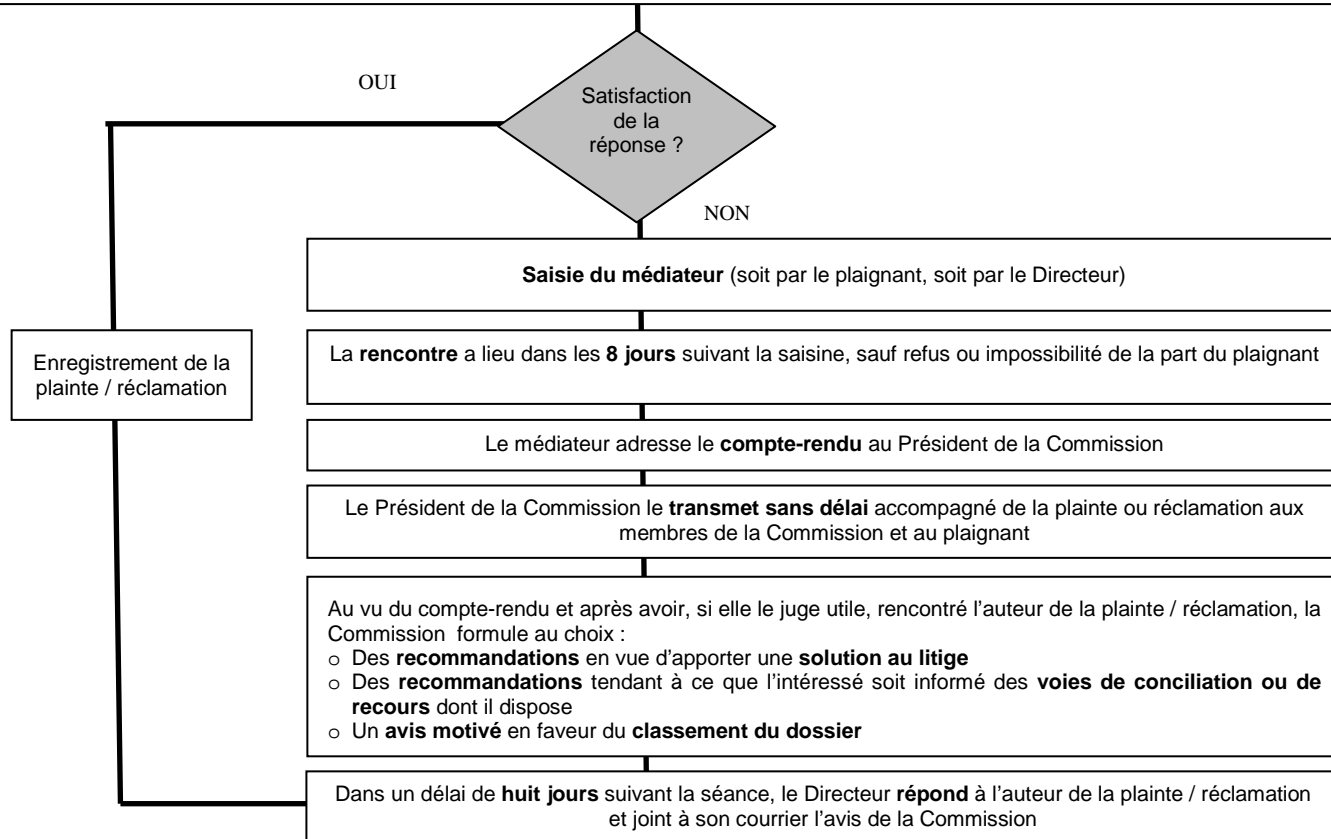 OUI
Satisfaction
de la
réponse ?
NON
Saisie du médiateur (soit par le plaignant, soit par le Directeur)
Enregistrement de la
plainte / réclamation
La rencontre a lieu dans les 8 jours suivant la saisine, sauf refus ou impossibilité de la part du plaignant
Le médiateur adresse le compte-rendu au Président de la Commission
Le Président de la Commission le transmet sans délai accompagné de la plainte ou réclamation aux
membres de la Commission et au plaignant
Au vu du compte-rendu et après avoir, si elle le juge utile, rencontré l’auteur de la plainte / réclamation, la
Commission formule au choix :
o Des recommandations en vue d’apporter une solution au litige
o Des recommandations tendant à ce que l’intéressé soit informé des voies de conciliation ou de
recours dont il dispose
o Un avis motivé en faveur du classement du dossier
Dans un délai de huit jours suivant la séance, le Directeur répond à l’auteur de la plainte / réclamation
et joint à son courrier l’avis de la Commission